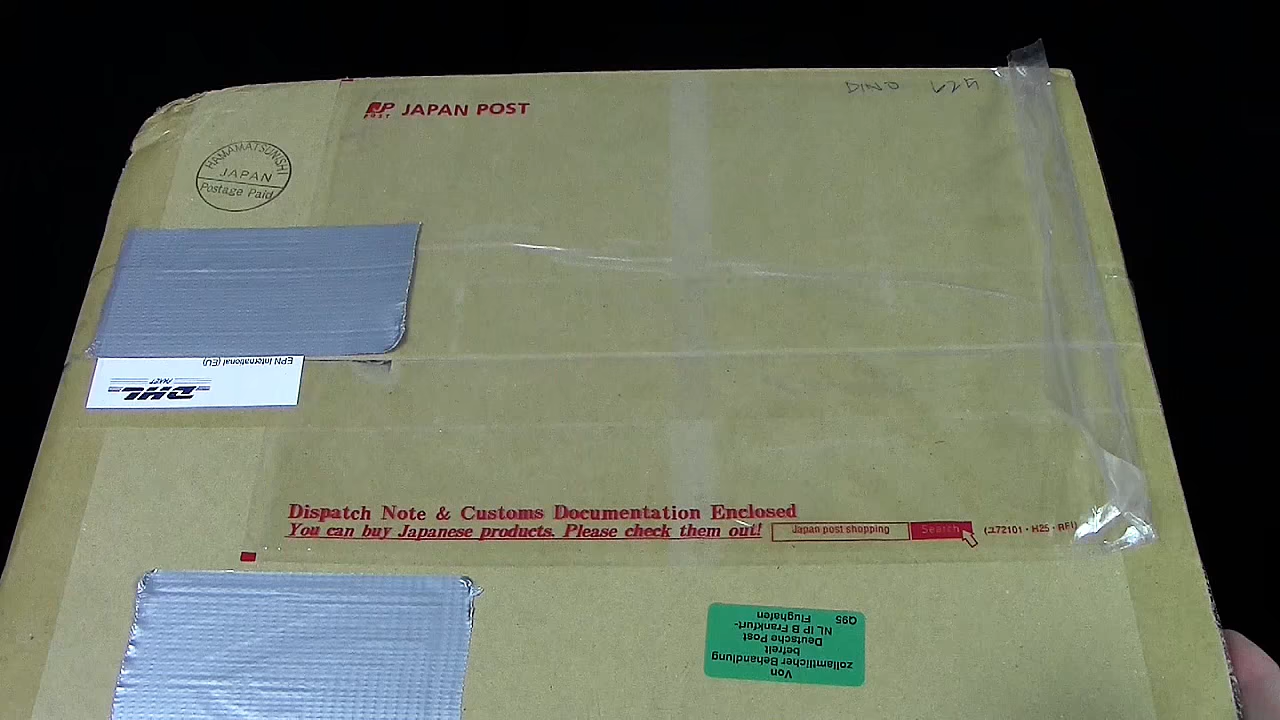 DINO 625
JP
POST
JAPAN POST
HAMAMATSUNISHI
JAPAN
Postage Paid
EPN International (EU)
DHL
Dispatch Note & Customs Documentation Enclosed
You can buy Japanese products. Please check them out!
Japan post shopping
Search
Von
zollamtlicher Behandlung
befreit
Deutsche Post
NL IP B Frankfurt-
Flughafen
Q95